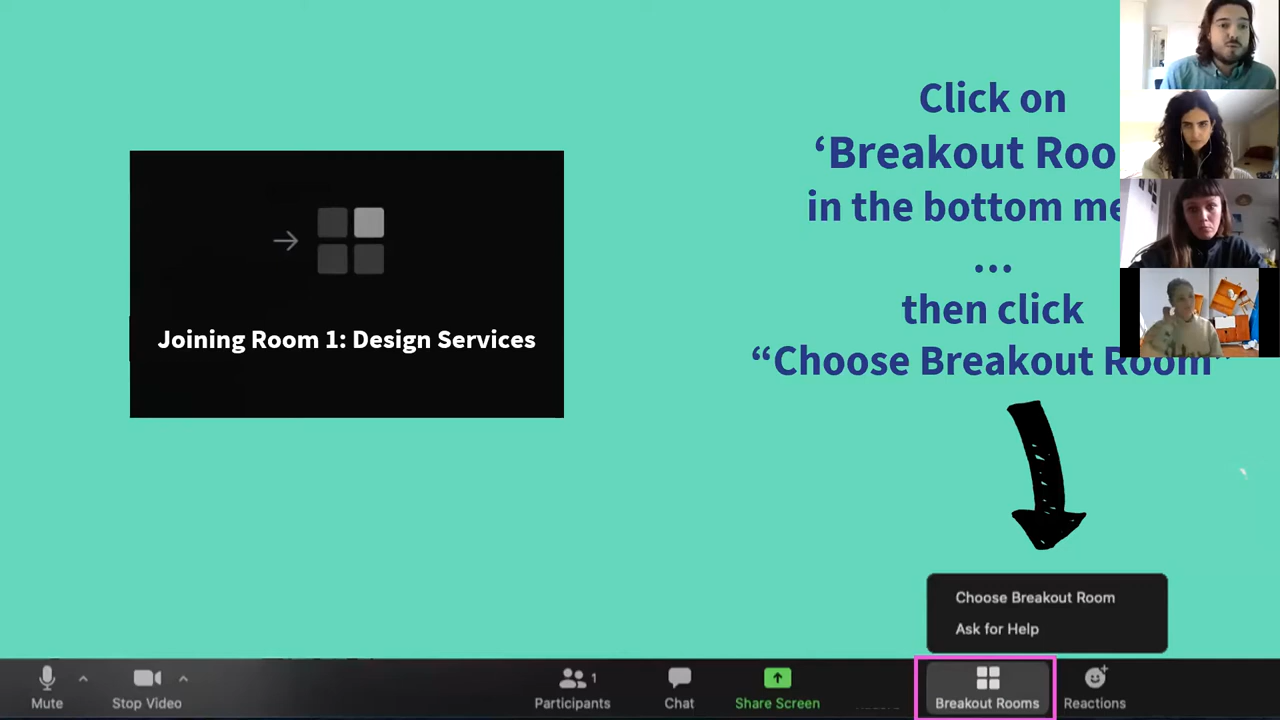 Click on
‘Breakout Roo
in the bottom me
...
then click
“Choose Breakout Room”
Joining Room 1: Design Services
Choose Breakout Room
Ask for Help
Mute
Stop Video
Participants
1
Chat
Share Screen
Breakout Rooms
Reactions